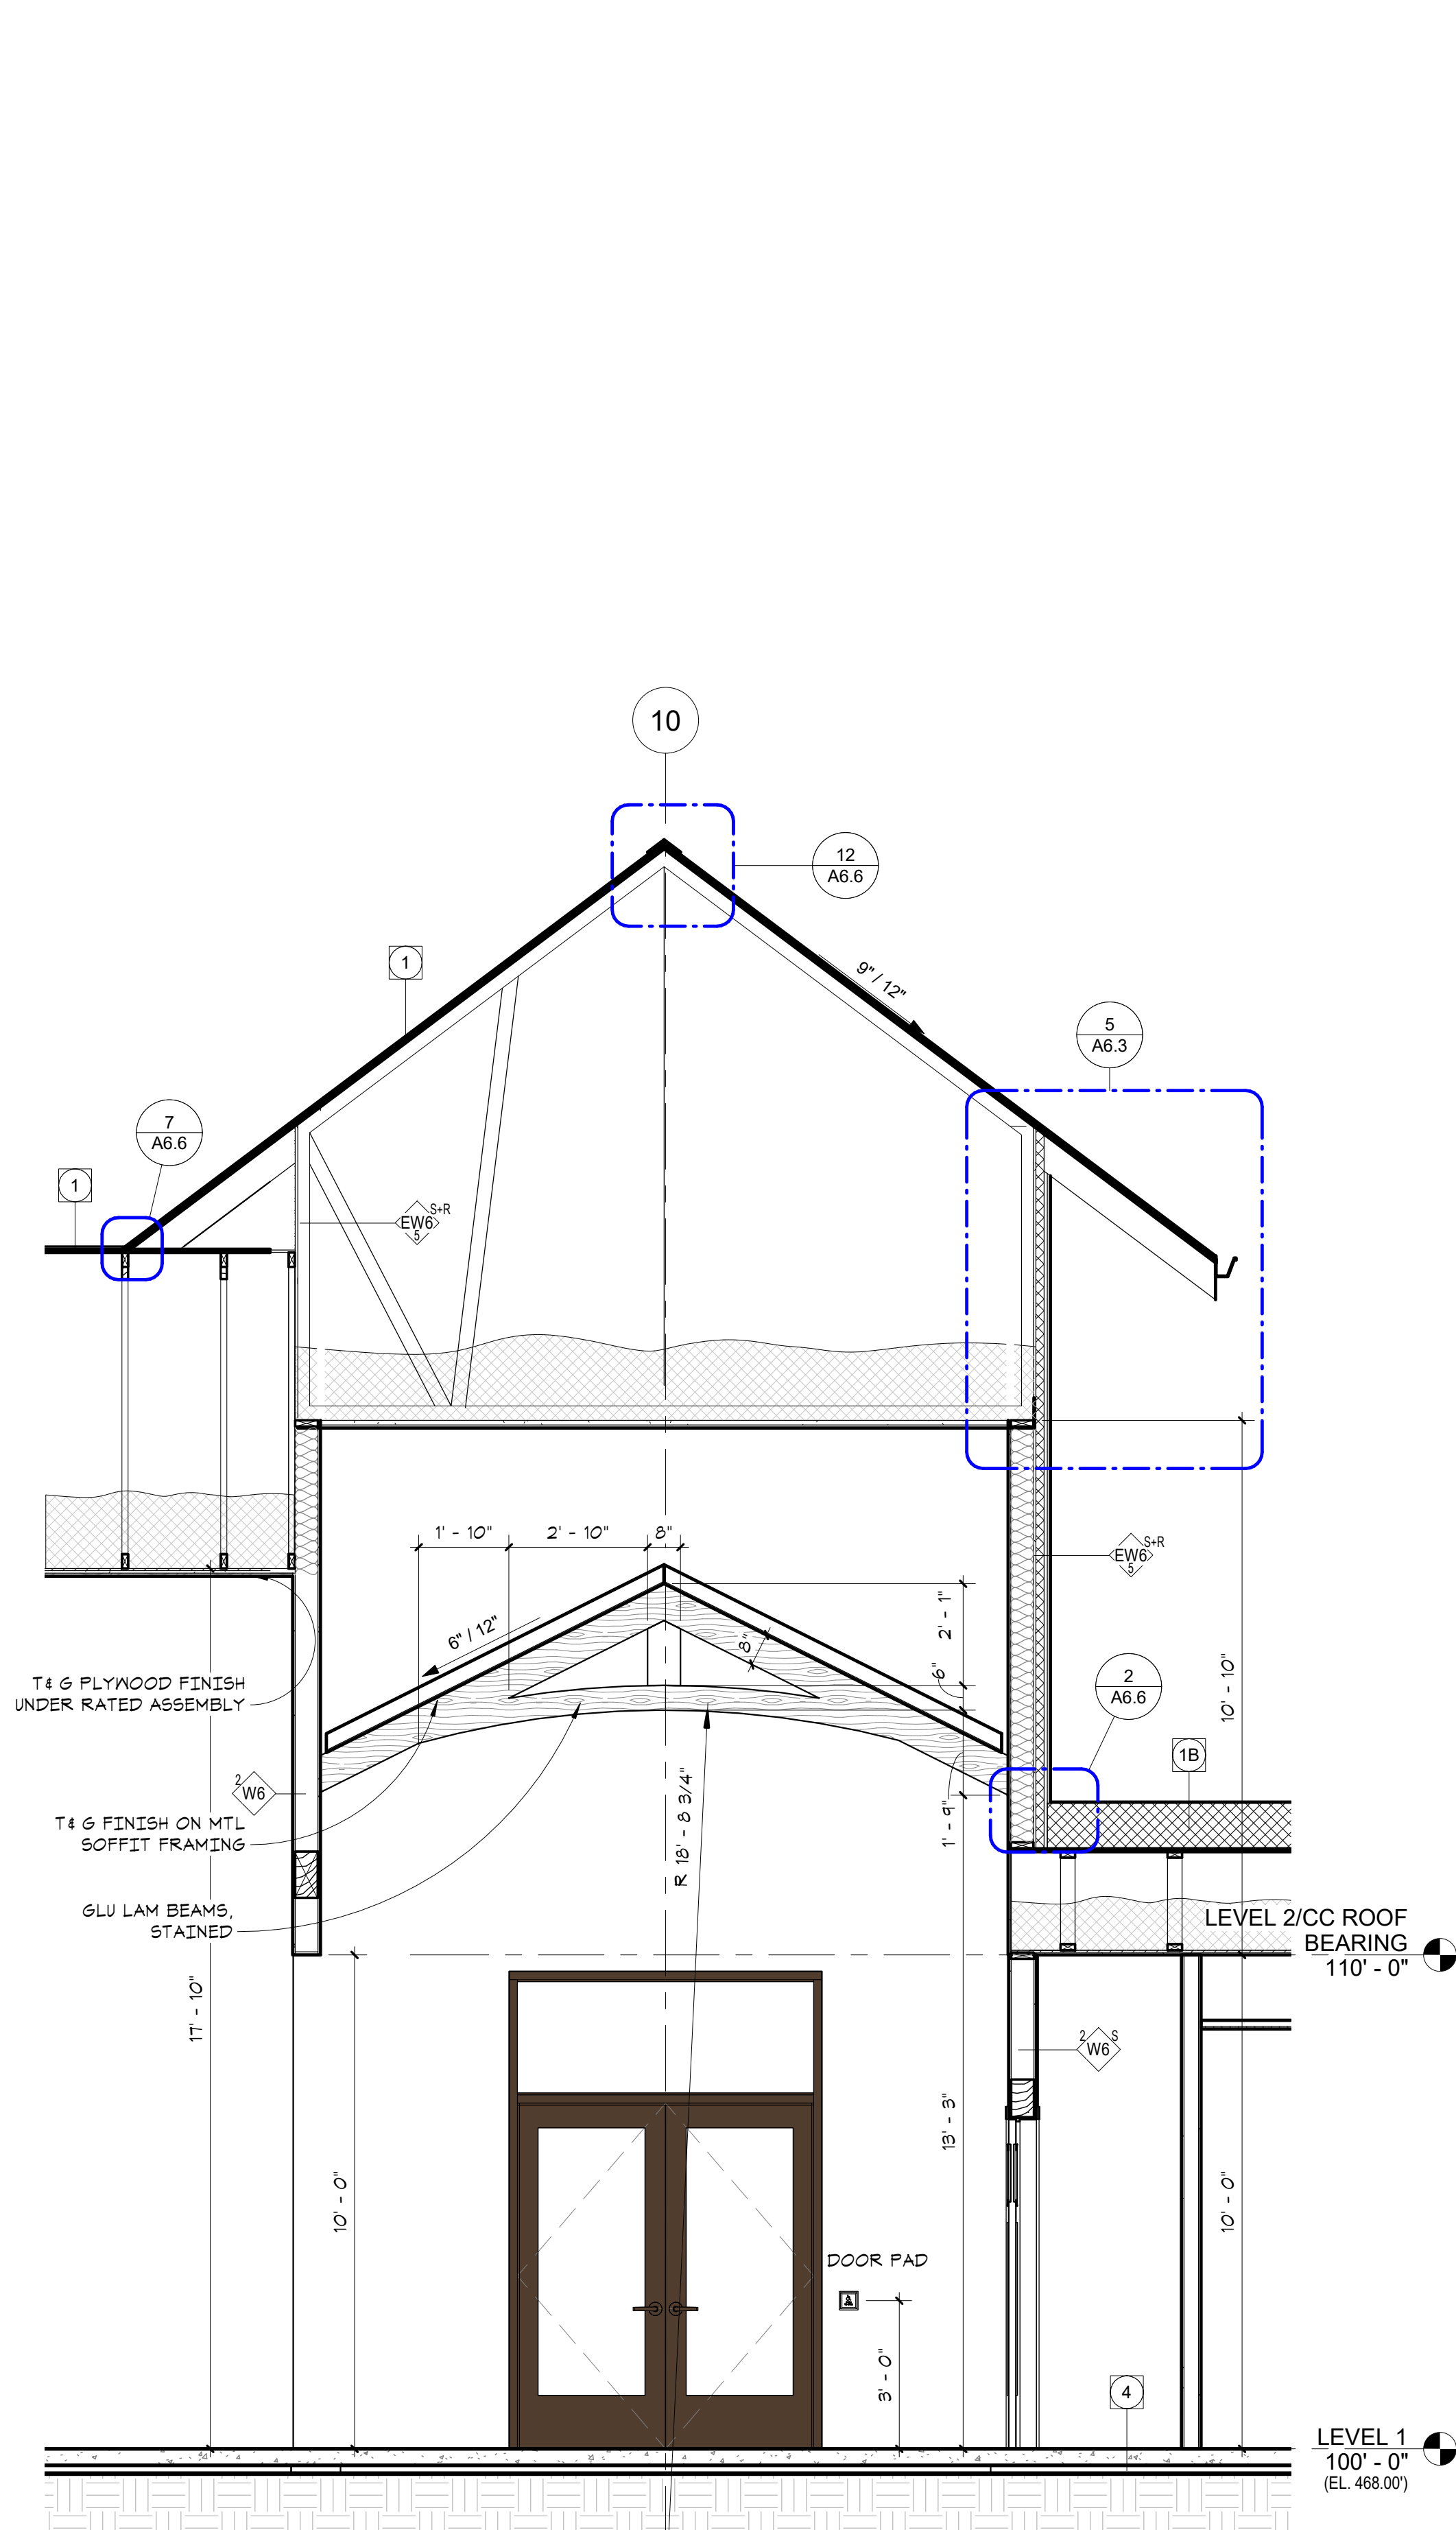 10
12
A6.6
1
9" / 12"
5
A6.3
7
A6.6
1
S+R
EW6
5
1' - 10"
2' - 10"
8"
S+R
EW6
5
6" / 12"
8"
2' - 1"
6"
10' - 10"
T& G PLYWOOD FINISH
UNDER RATED ASSEMBLY
2
A6.6
1B
2
W6
T& G FINISH ON MTL
SOFFIT FRAMING
R 18' - 8 3/4"
1' - 9"
GLU LAM BEAMS,
STAINED
LEVEL 2/CC ROOF
BEARING
110' - 0"
17' - 10"
2
S
W6
13' - 3"
10' - 0"
10' - 0"
DOOR PAD
3' - 0"
4
LEVEL 1
100' - 0"
(EL. 468.00')